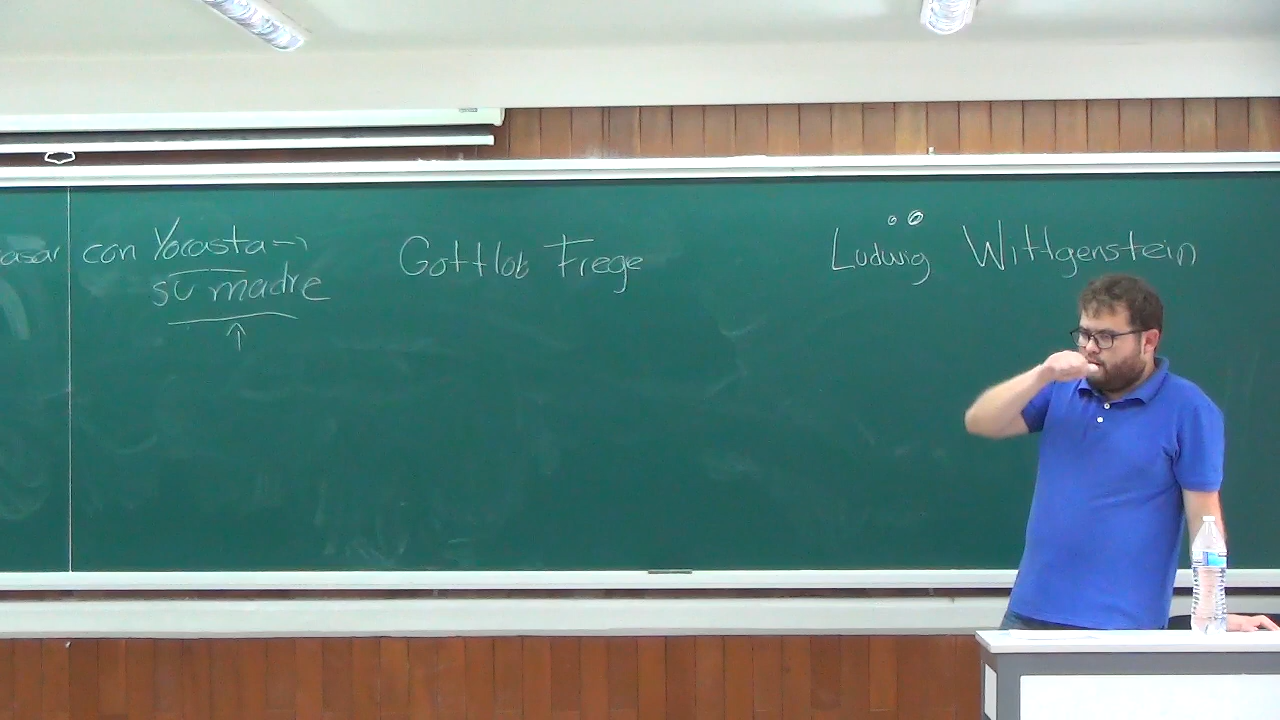 asar con Yocasta →
su madre
↑
Gottlob Frege
Ludwig Wittgenstein